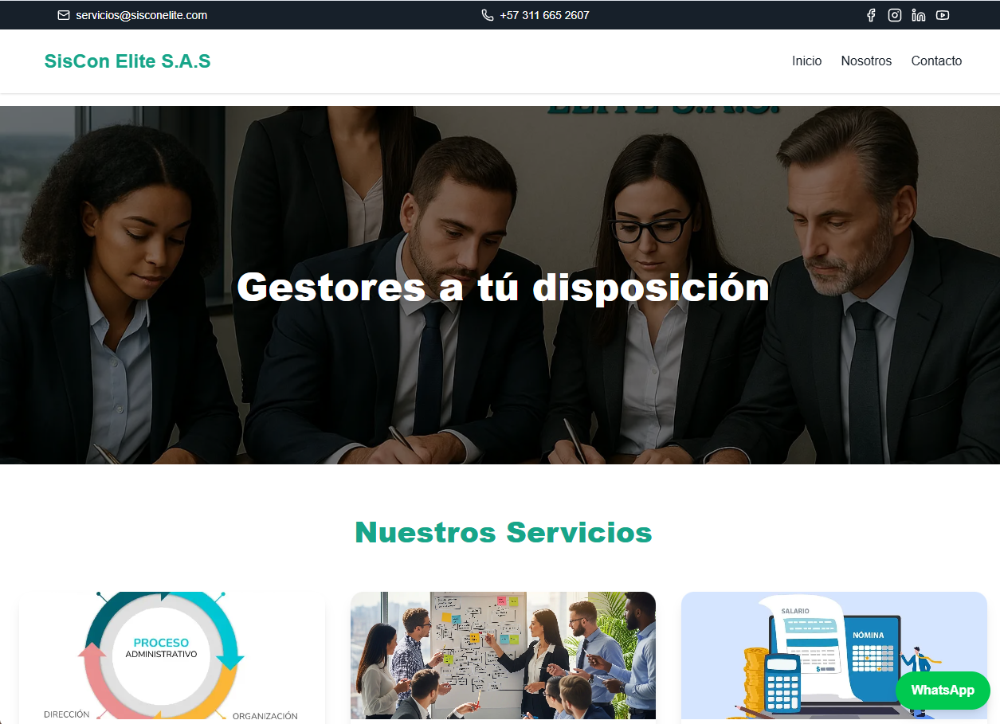 servicios@sisconelite.com
+57 311 665 2607
SisCon Elite S.A.S
Inicio
Nosotros
Contacto
ELITE S.A.S.
Gestores a tú disposición
Nuestros Servicios
PROCESO
ADMINISTRATIVO
DIRECCIÓN
ORGANIZACIÓN
SALARIO
NÓMINA
WhatsApp